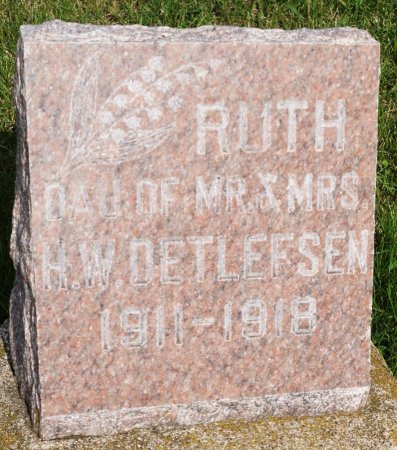 RUTH
DAU. OF MR. & MRS.
H. W. DETLEFSEN
1911-1918